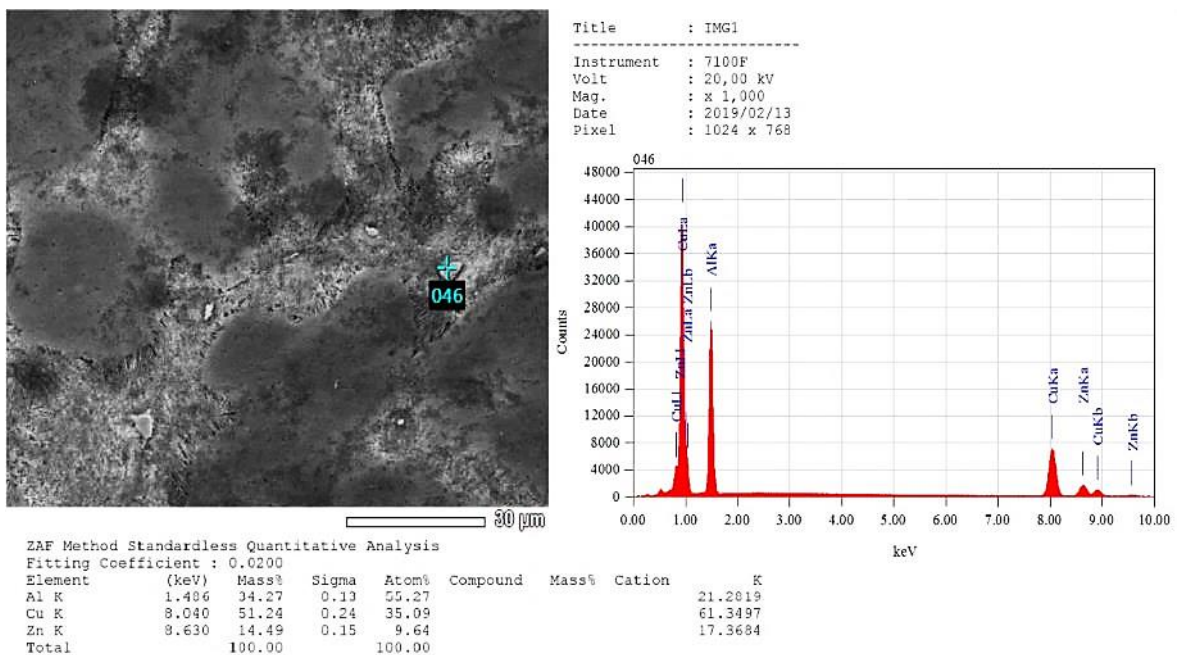 Title : IMG1
---------------------------
Instrument : 7100F
Volt : 20,00 kV
Mag. : x 1,000
Date : 2019/02/13
Pixel : 1024 x 768
046
046
48000
44000
40000
36000
32000
28000
24000
20000
16000
12000
8000
4000
0
Counts
CuLl
ZnLl
CuLa
ZnLa
ZnLb
AlKa
CuKa
ZnKa
CuKb
ZnKb
0.00 1.00 2.00 3.00 4.00 5.00 6.00 7.00 8.00 9.00 10.00
keV
30 µm
ZAF Method Standardless Quantitative Analysis
Fitting Coefficient : 0.0200
Element (keV) Mass% Sigma Atom% Compound Mass% Cation K
Al K 1.486 34.27 0.13 55.27 21.2819
Cu K 8.040 51.24 0.24 35.09 61.3497
Zn K 8.630 14.49 0.15 9.64 17.3684
Total 100.00 100.00